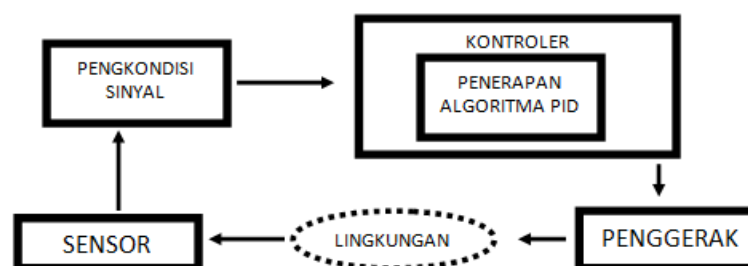 PENGKONDISI
SINYAL
KONTROLER
PENERAPAN
ALGORITMA PID
SENSOR
LINGKUNGAN
PENGGERAK